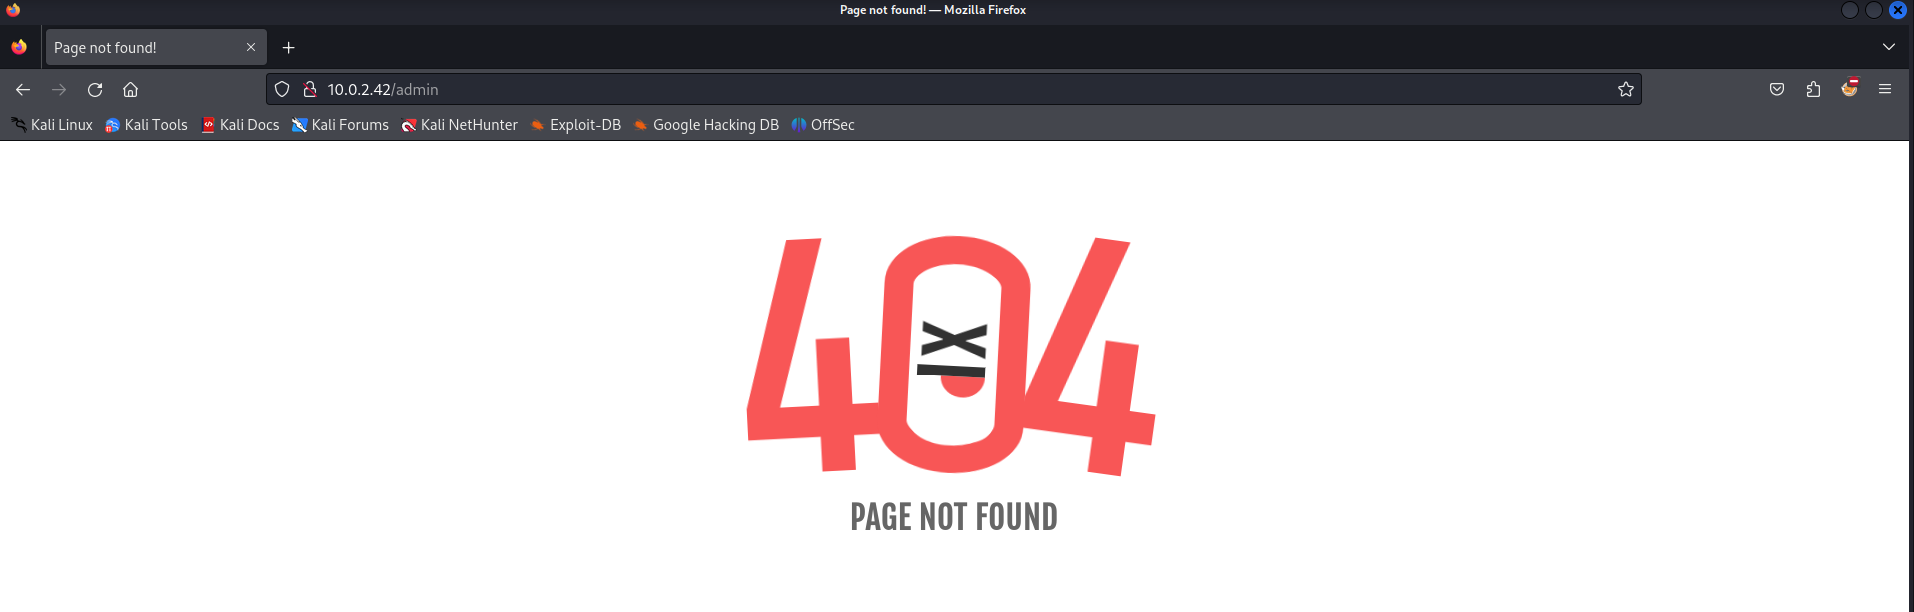 Page not found! — Mozilla Firefox
Page not found!
10.0.2.42/admin
Kali Linux Kali Tools Kali Docs Kali Forums Kali NetHunter Exploit-DB Google Hacking DB OffSec
404
PAGE NOT FOUND